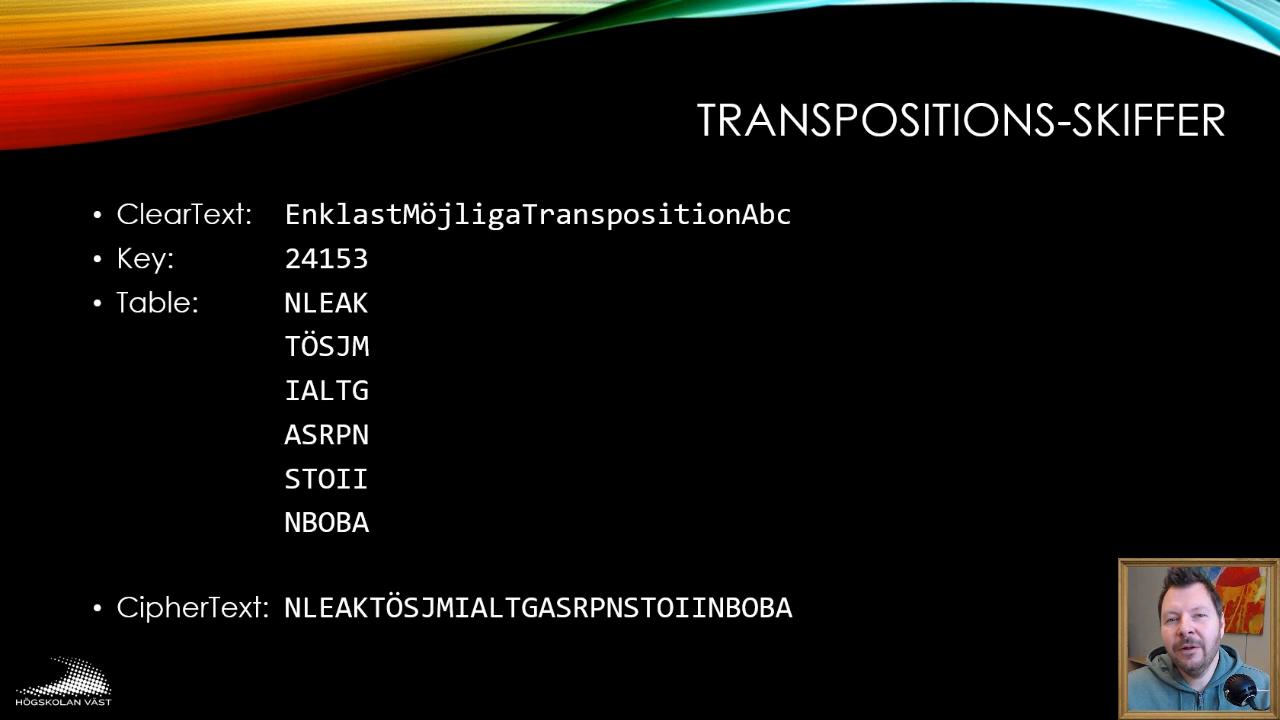 TRANSPOSITIONS-SKIFFER
• ClearText: EnklastMöjligaTranspositionAbc
• Key: 24153
• Table: NLEAK
TÖSJM
IALTG
ASRPN
STOII
NBOBA
• CipherText: NLEAKTÖSJMIALTGASRPNSTOIINBOBA
HÖGSKOLAN VÄST